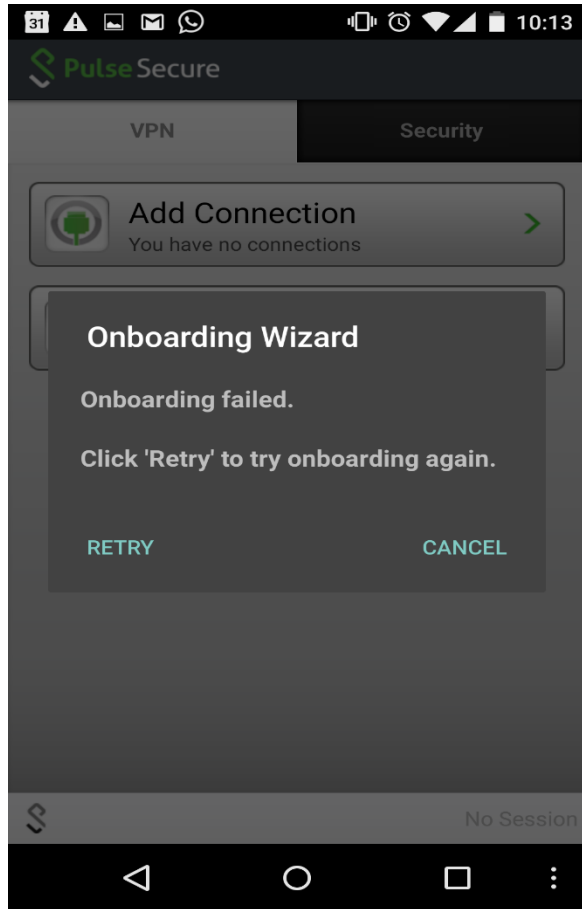 31
10:13
Pulse Secure
VPN
Security
Add Connection
You have no connections
Onboarding Wizard
Onboarding failed.
Click 'Retry' to try onboarding again.
RETRY
CANCEL
No Session